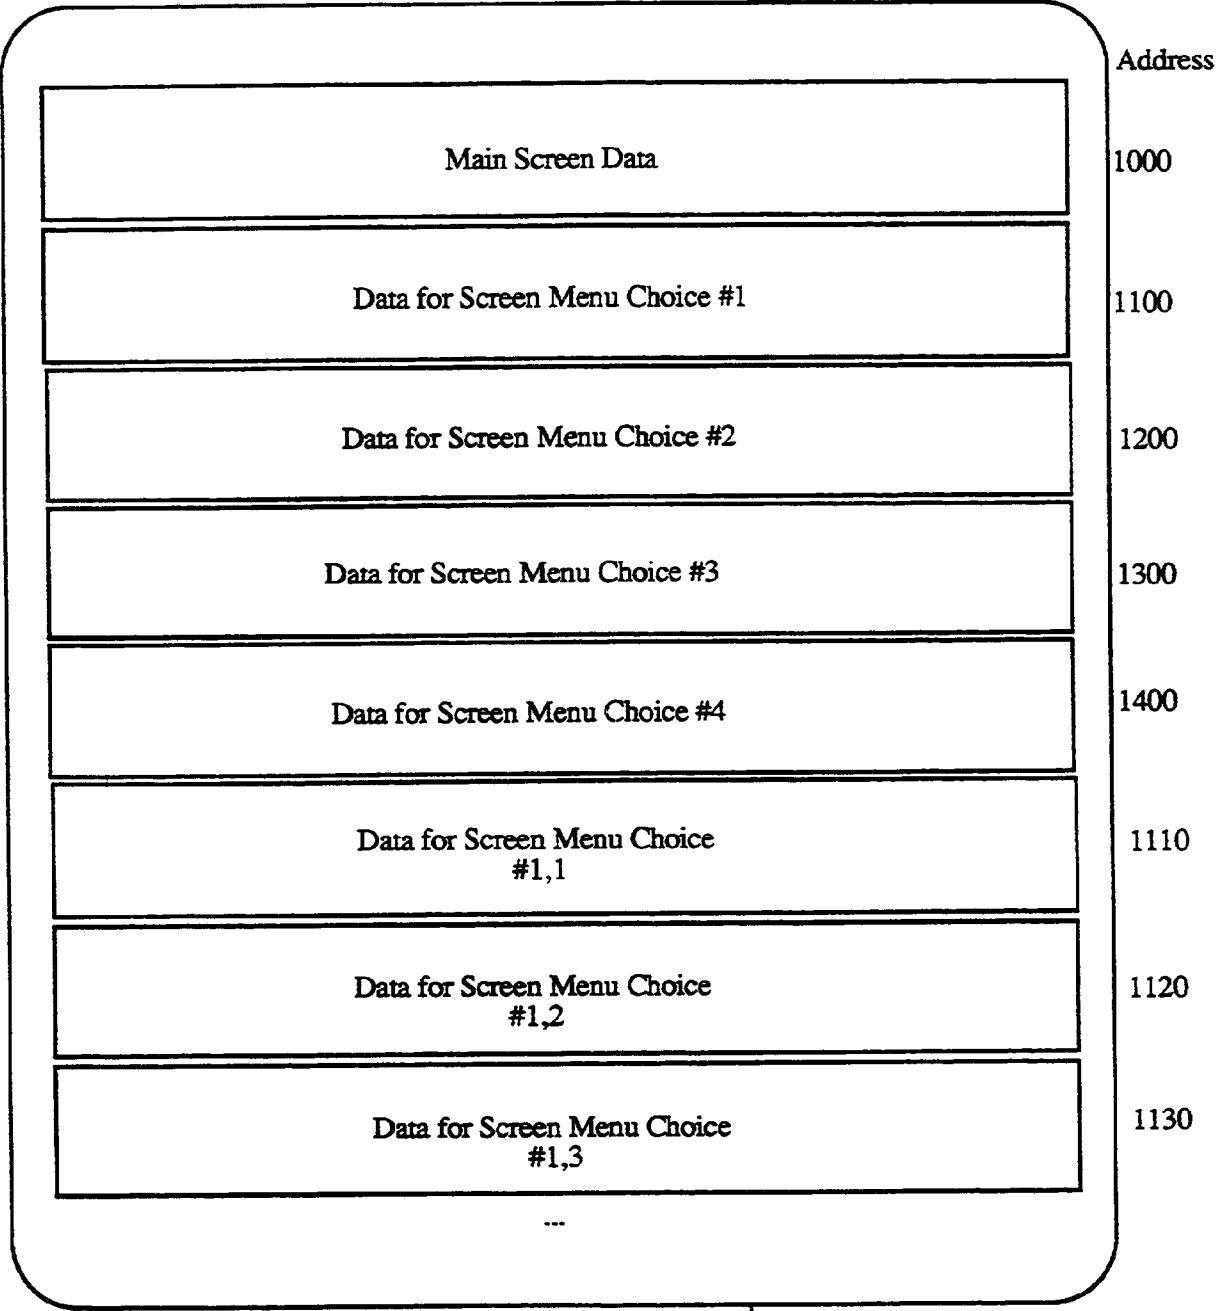 Address
Main Screen Data 1000
Data for Screen Menu Choice #1 1100
Data for Screen Menu Choice #2 1200
Data for Screen Menu Choice #3 1300
Data for Screen Menu Choice #4 1400
Data for Screen Menu Choice 1110
#1,1
Data for Screen Menu Choice 1120
#1,2
Data for Screen Menu Choice 1130
#1,3
...